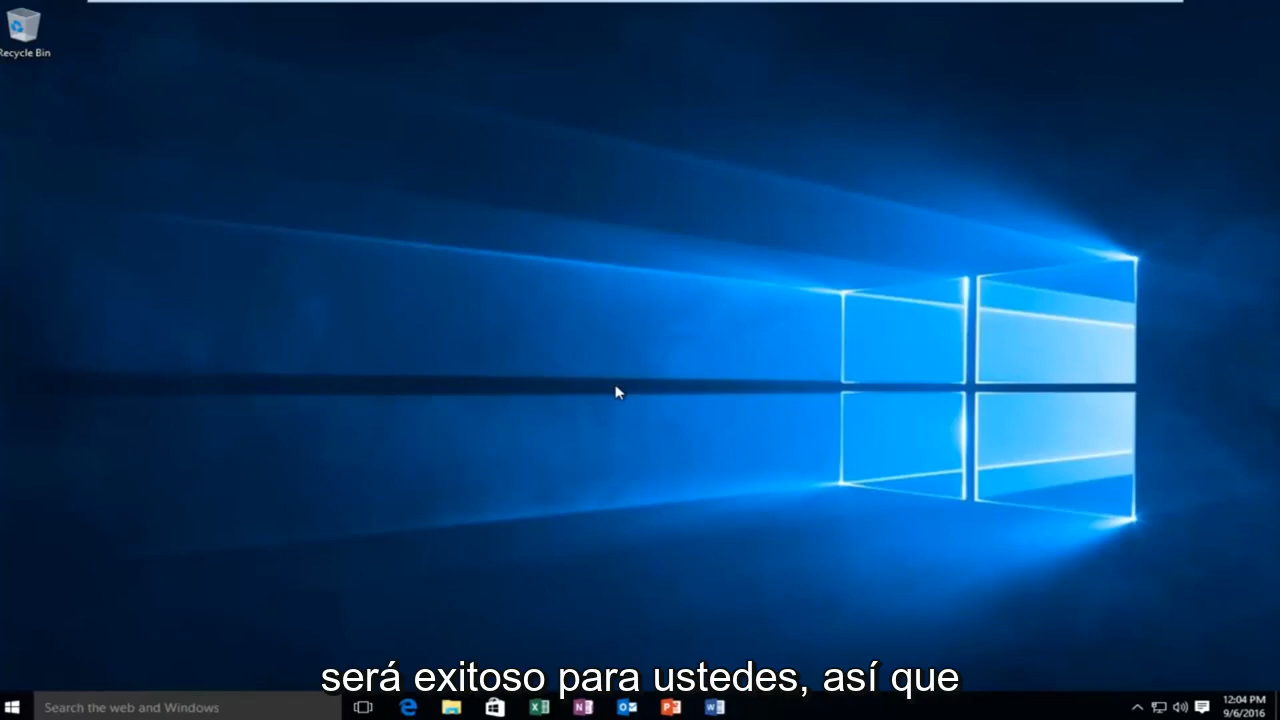 Recycle Bin
será exitoso para ustedes, así que
Search the web and Windows
12:04 PM
9/6/2016